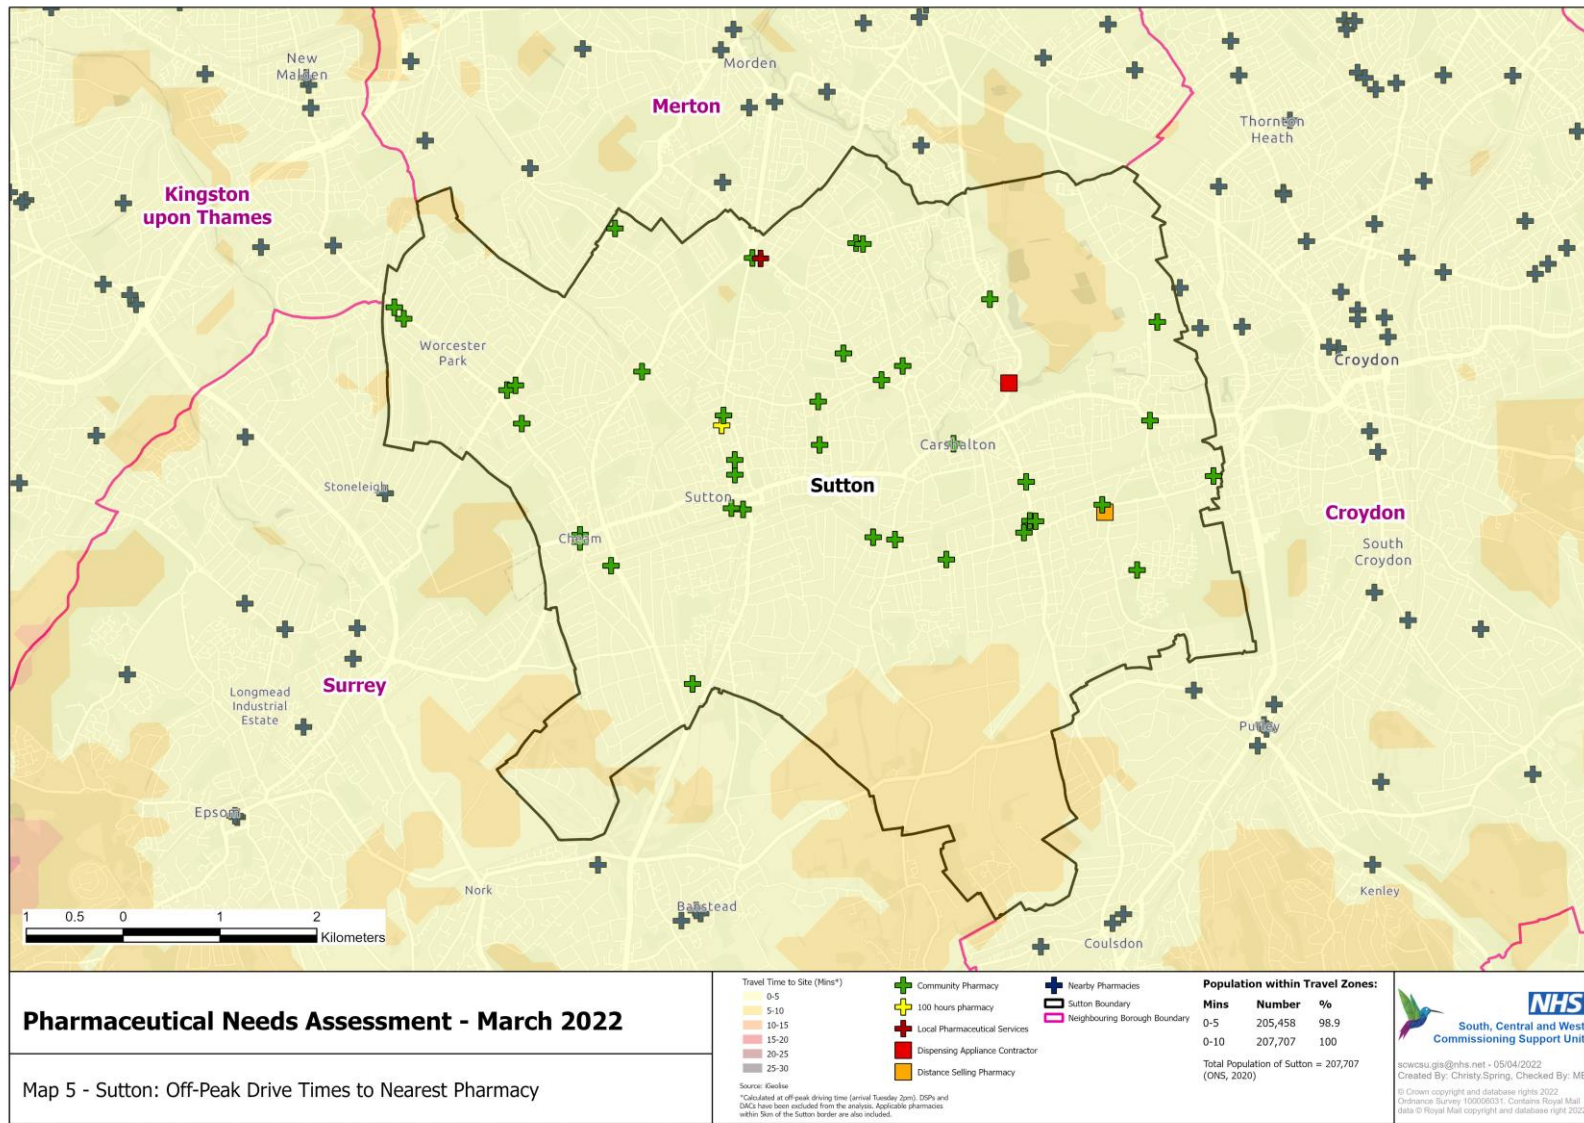 New
Malden
Morden
Merton
Thornton
Heath
Kingston
upon Thames
Worcester
Park
Croydon
Carshalton
Stoneleigh
Sutton
Sutton
Croydon
Cheam
South
Croydon
Surrey
Longmead
Industrial
Estate
Purley
Epsom
Nork
Banstead
Kenley
Coulsdon
1 0.5 0 1 2
Kilometers
Pharmaceutical Needs Assessment - March 2022
Map 5 - Sutton: Off-Peak Drive Times to Nearest Pharmacy
Travel Time to Site (Mins*)
0-5
5-10
10-15
15-20
20-25
25-30
Source:
*Calculated at off-peak driving time (arrival Tuesday 2pm). DSPs and
DACs have been excluded from the analysis. Applicable pharmacies
within 5km of the Sutton border are also included.
Community Pharmacy
100 hours pharmacy
Local Pharmaceutical Services
Dispensing Appliance Contractor
Distance Selling Pharmacy
Nearby Pharmacies
Sutton Boundary
Neighbouring Borough Boundary
Population within Travel Zones:
Mins Number %
0-5 205,458 98.9
0-10 207,707 100
Total Population of Sutton = 207,707
(ONS, 2020)
NHS
South, Central and West
Commissioning Support Unit
scwcsu.gis@nhs.net - 05/04/2022
Created By: Christy.Spring, Checked By: ME
© Crown copyright and database rights 2022
Ordnance Survey 100006031. Contains Royal Mail
data © Royal Mail copyright and database right 2022